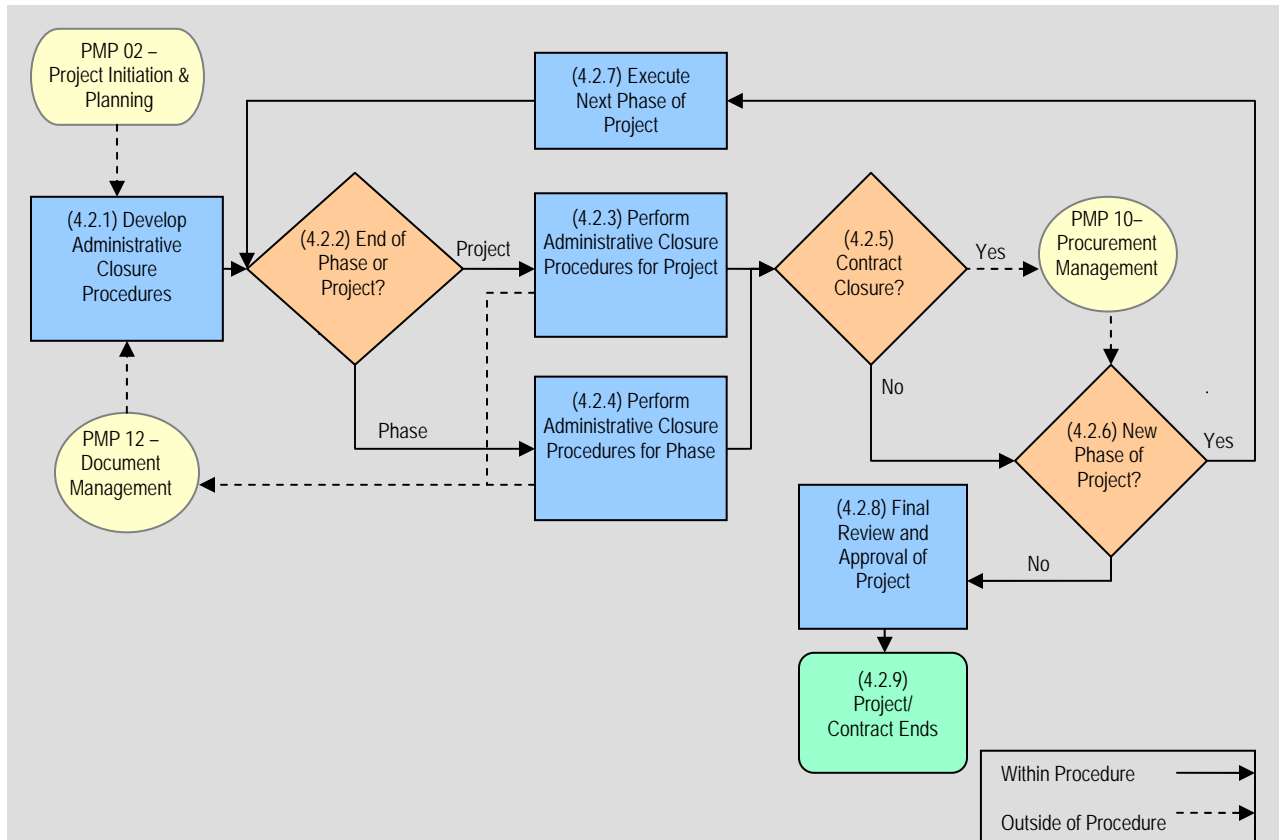 PMP 02 –
Project Initiation &
Planning
(4.2.7) Execute
Next Phase of
Project
(4.2.1) Develop
Administrative
Closure
Procedures
(4.2.2) End of
Phase or
Project?
Project
(4.2.3) Perform
Administrative Closure
Procedures for Project
(4.2.5)
Contract
Closure?
Yes
PMP 10–
Procurement
Management
No
Phase
(4.2.4) Perform
Administrative Closure
Procedures for Phase
PMP 12 –
Document
Management
(4.2.6) New
Phase of
Project?
Yes
No
(4.2.8) Final
Review and
Approval of
Project
(4.2.9)
Project/
Contract Ends
Within Procedure
Outside of Procedure